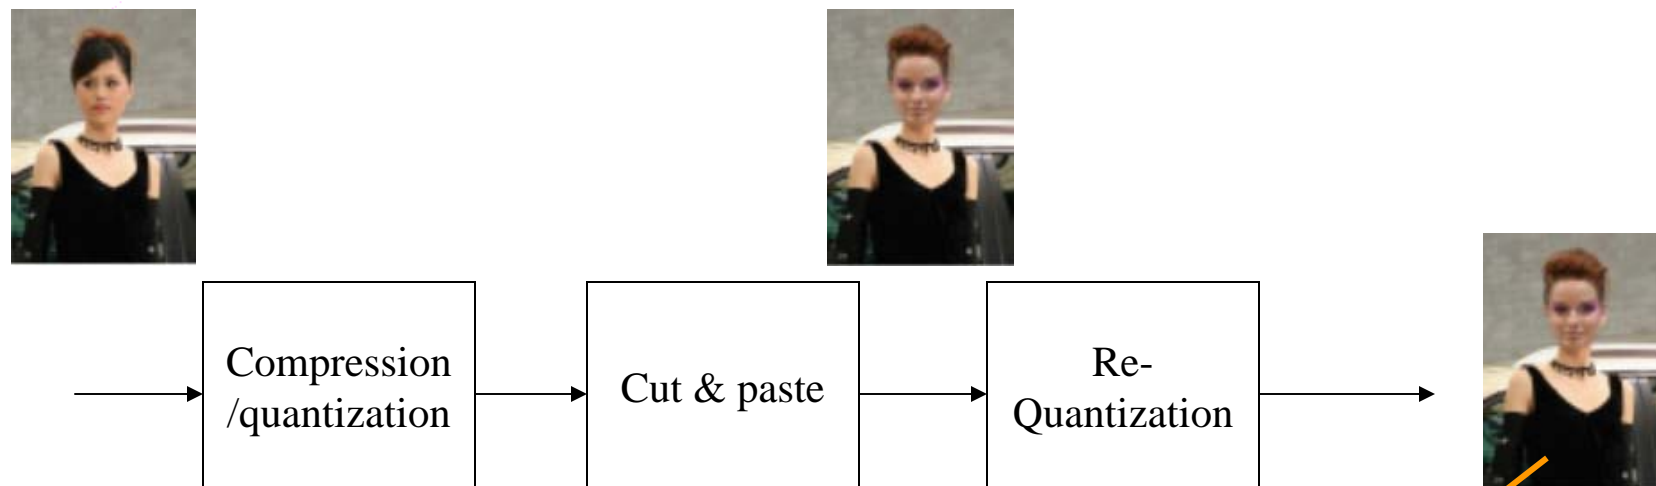 Compression
/quantization
Cut & paste
Re-
Quantization